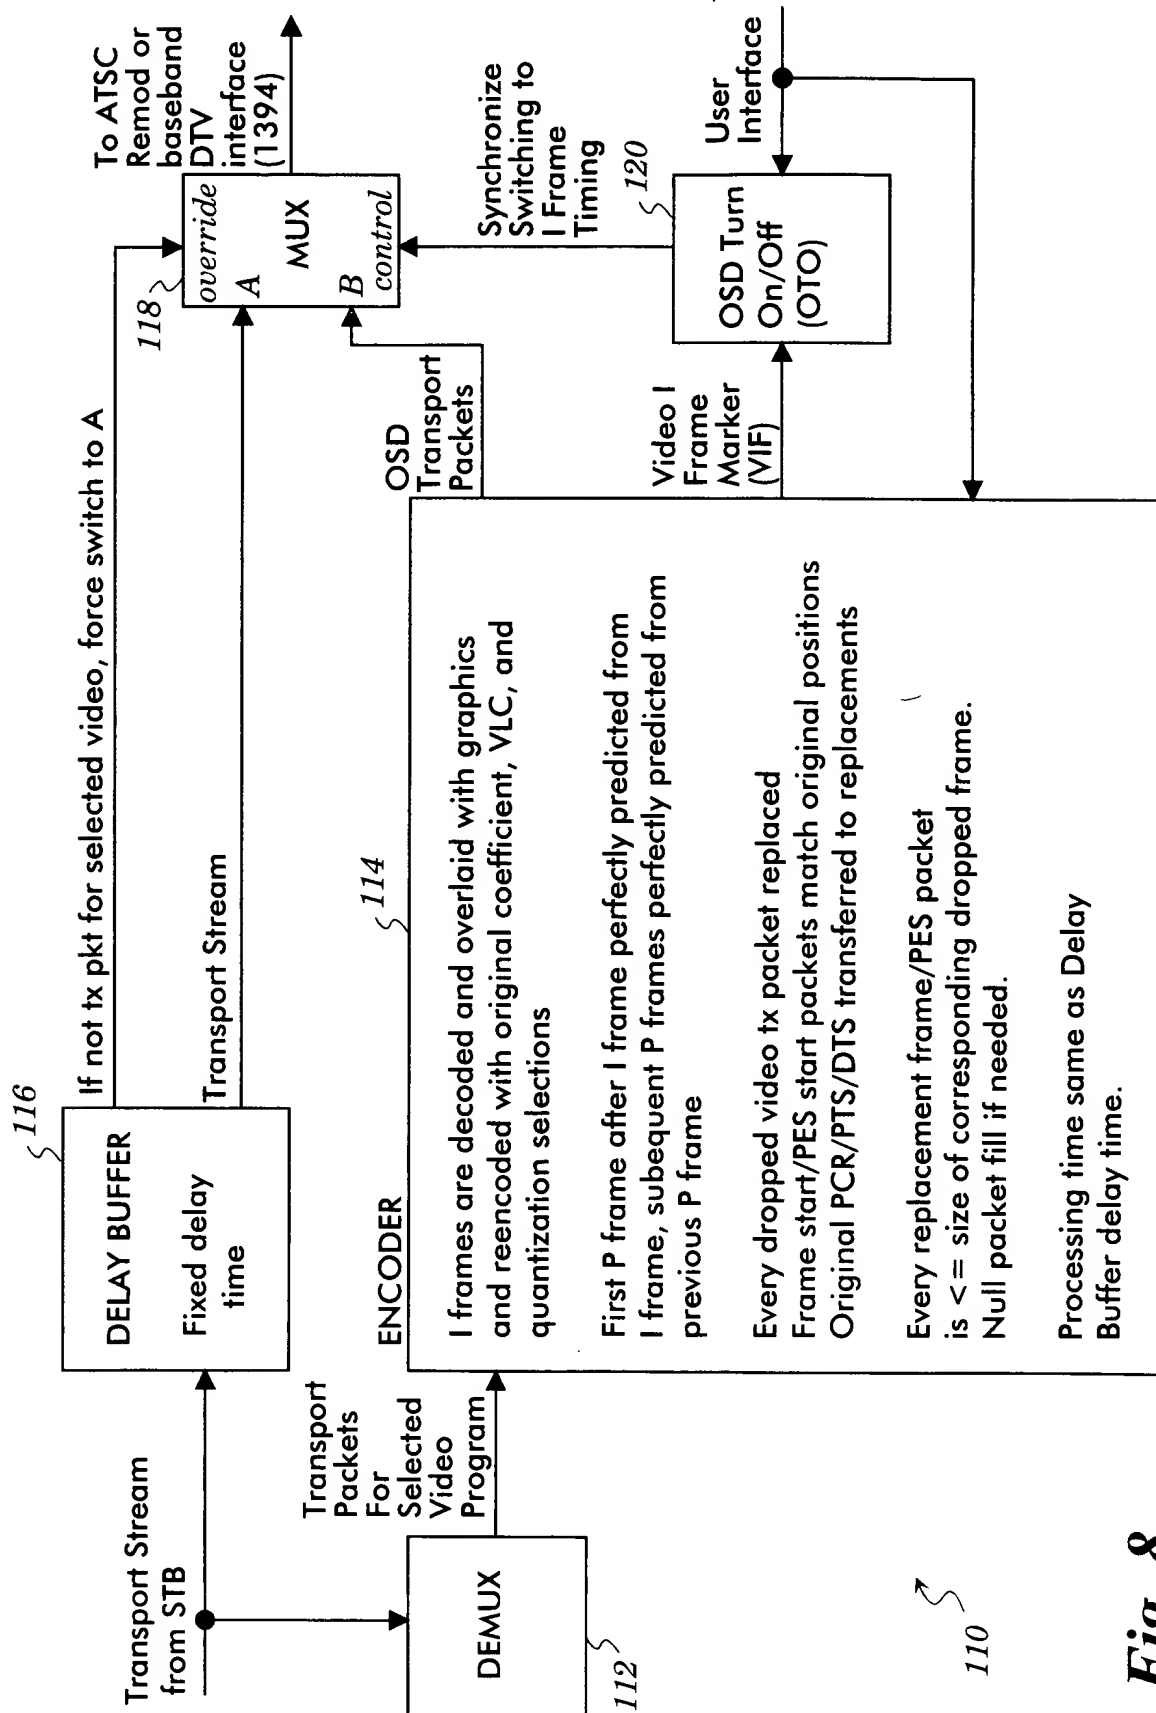 Transport Stream
from STB
DEMUX
112
Transport
Packets
For
Selected
Video
Program
116
DELAY BUFFER
Fixed delay
time
If not tx pkt for selected video, force switch to A
Transport Stream
ENCODER
114
I frames are decoded and overlaid with graphics
and reencoded with original coefficient, VLC, and
quantization selections
First P frame after I frame perfectly predicted from
I frame, subsequent P frames perfectly predicted from
previous P frame
Every dropped video tx packet replaced
Frame start/PES start packets match original positions
Original PCR/PTS/DTS transferred to replacements
Every replacement frame/PES packet
is <= size of corresponding dropped frame.
Null packet fill if needed.
Processing time same as Delay
Buffer delay time.
OSD
Transport
Packets
Video I
Frame
Marker
(VIF)
118
override
A
MUX
B
control
To ATSC
Remod or
baseband
DTV
interface
(1394)
Synchronize
Switching to
I Frame
Timing
120
OSD Turn
On/Off
(OTO)
User
Interface
110
Fig. 8